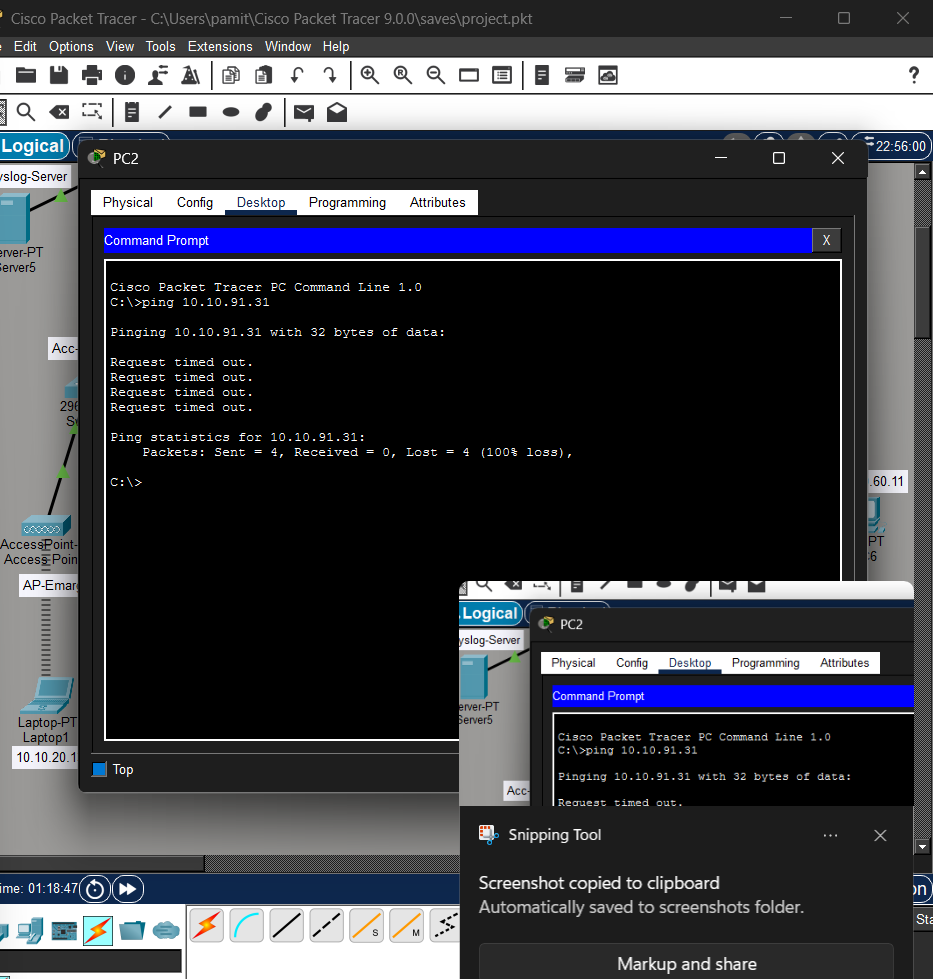 Cisco Packet Tracer - C:\Users\pamit\Cisco Packet Tracer 9.0.0\saves\project.pkt
Edit Options View Tools Extensions Window Help
?
Logical
22:56:00
yslog-Server
erver-PT
Server5
Acc-
296
AccessPoint-
Access Poin
AP-Emar
Laptop-PT
Laptop1
10.10.20.1
PC2
Physical Config Desktop Programming Attributes
Command Prompt
X
Cisco Packet Tracer PC Command Line 1.0
C:\>ping 10.10.91.31
Pinging 10.10.91.31 with 32 bytes of data:
Request timed out.
Request timed out.
Request timed out.
Request timed out.
Ping statistics for 10.10.91.31:
Packets: Sent = 4, Received = 0, Lost = 4 (100% loss),
C:\>
.60.11
PT
Top
Logical
yslog-Server
erver-PT
Server5
Acc-
PC2
Physical Config Desktop Programming Attributes
Command Prompt
Cisco Packet Tracer PC Command Line 1.0
C:\>ping 10.10.91.31
Pinging 10.10.91.31 with 32 bytes of data:
Request timed out.
Snipping Tool
Screenshot copied to clipboard
Automatically saved to screenshots folder.
Markup and share
ime: 01:18:47
on
Sta
S
M